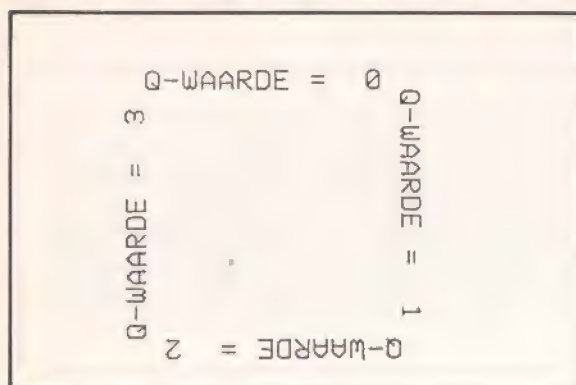 Q-WAARDE =  0
Q-WAARDE =  1
Q-WAARDE =  2
Q-WAARDE =  3